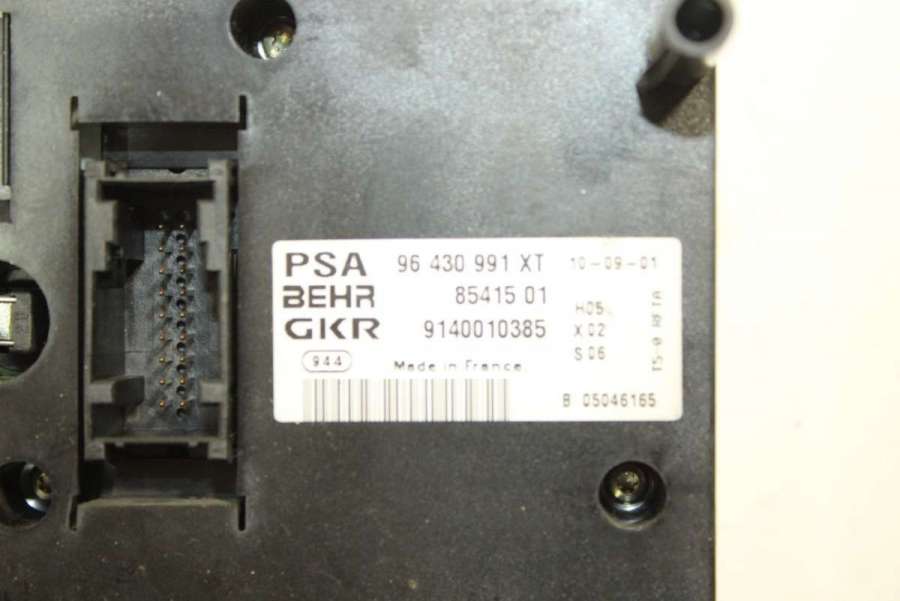 PSA 96 430 991 XT 10-09-01
BEHR 85415 01
H05
GKR 9140010385 X 02
S 06
944 Made in France
B 05046165